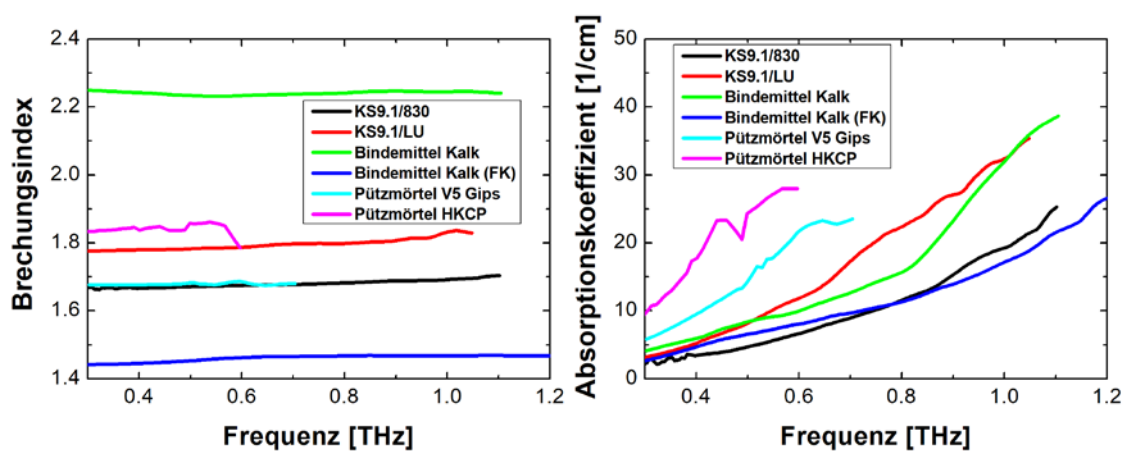 Brechungsindex
2.4
2.2
2.0
1.8
1.6
1.4
KS9.1/830
KS9.1/LU
Bindemittel Kalk
Bindemittel Kalk (FK)
Pützmörtel V5 Gips
Pützmörtel HKCP
0.4 0.6 0.8 1.0 1.2
Frequenz [THz]
Absorptionskoeffizient [1/cm]
50
40
30
20
10
0
KS9.1/830
KS9.1/LU
Bindemittel Kalk
Bindemittel Kalk (FK)
Pützmörtel V5 Gips
Pützmörtel HKCP
0.4 0.6 0.8 1.0 1.2
Frequenz [THz]